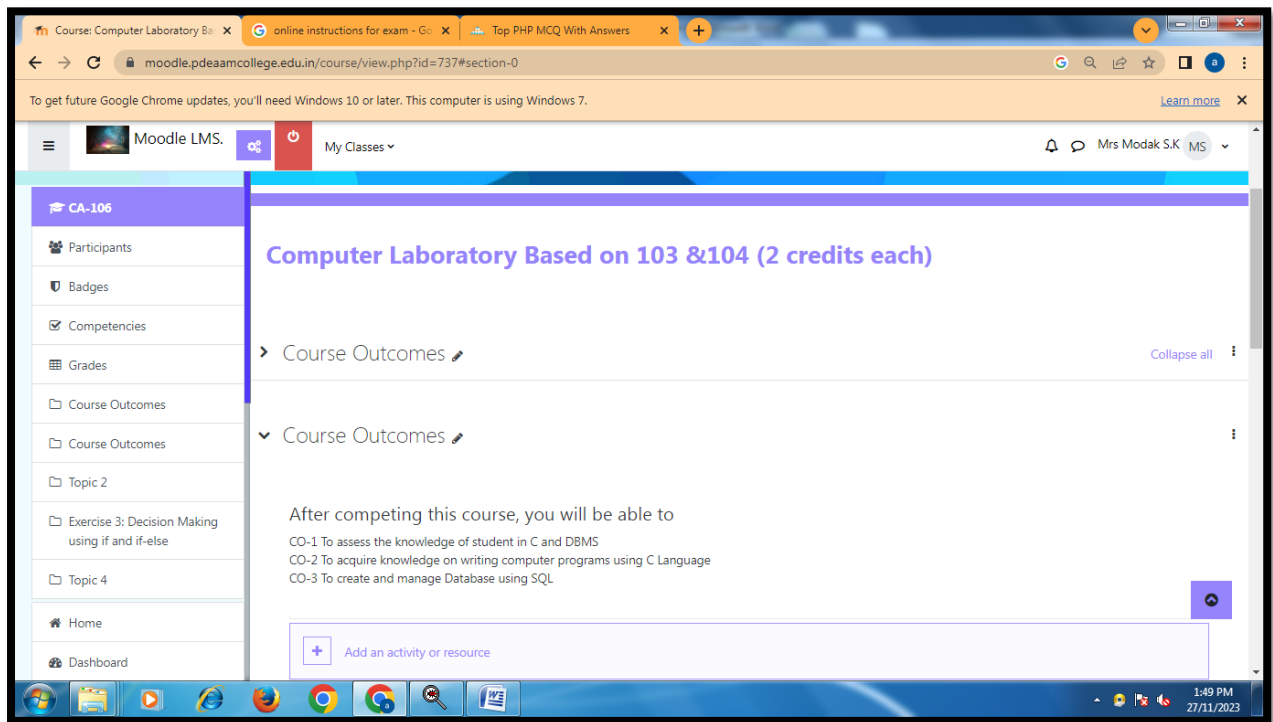 Course: Computer Laboratory Ba
online instructions for exam - Go
Top PHP MCQ With Answers
moodle.pdeaamcollege.edu.in/course/view.php?id=737#section-0
a
To get future Google Chrome updates, you'll need Windows 10 or later. This computer is using Windows 7.
Learn more
Moodle LMS.
My Classes
Mrs Modak S.K MS
CA-106
Participants
Badges
Competencies
Grades
Course Outcomes
Course Outcomes
Topic 2
Exercise 3: Decision Making
using if and if-else
Topic 4
Home
Dashboard
Computer Laboratory Based on 103 &104 (2 credits each)
Course Outcomes
Collapse all
Course Outcomes
After competing this course, you will be able to
CO-1 To assess the knowledge of student in C and DBMS
CO-2 To acquire knowledge on writing computer programs using C Language
CO-3 To create and manage Database using SQL
Add an activity or resource
1:49 PM
27/11/2023